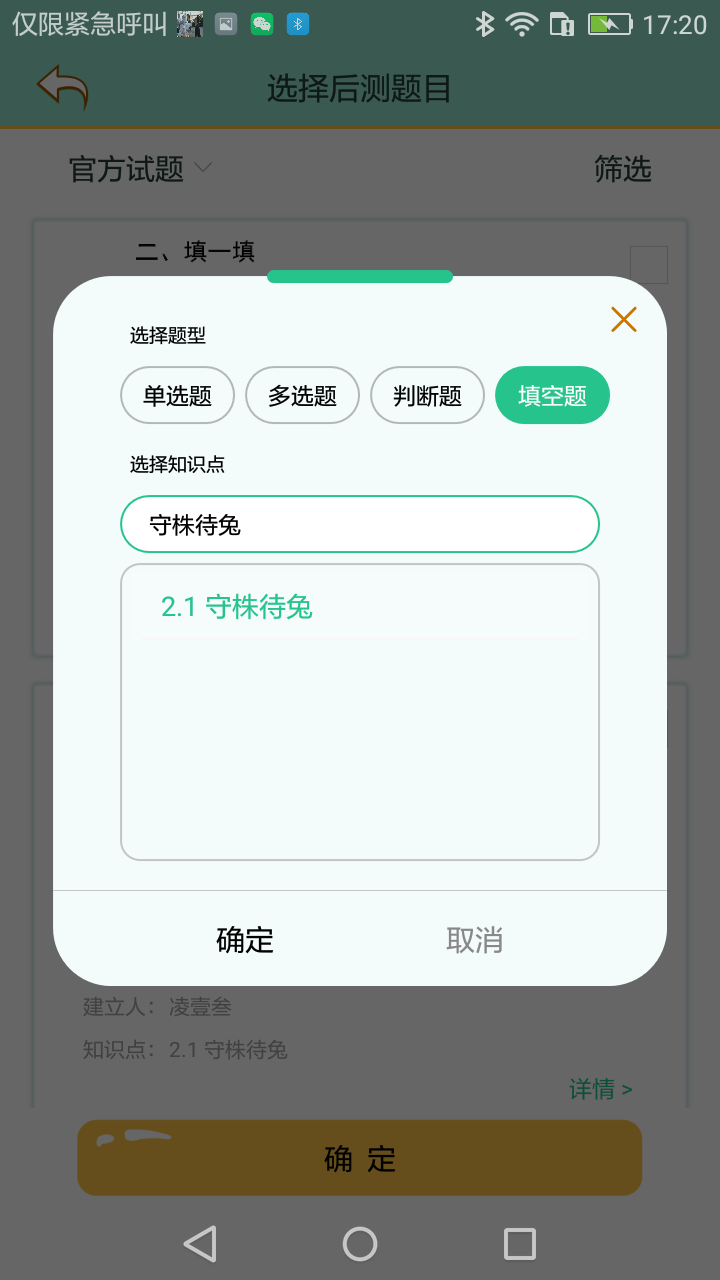 仅限紧急呼叫 17:20
选择后测题目
官方试题 筛选
二、填一填
选择题型
单选题 多选题 判断题 填空题
选择知识点
守株待兔
2.1 守株待兔
确定 取消
建立人：凌壹叁
知识点：2.1 守株待兔
详情 >
确 定